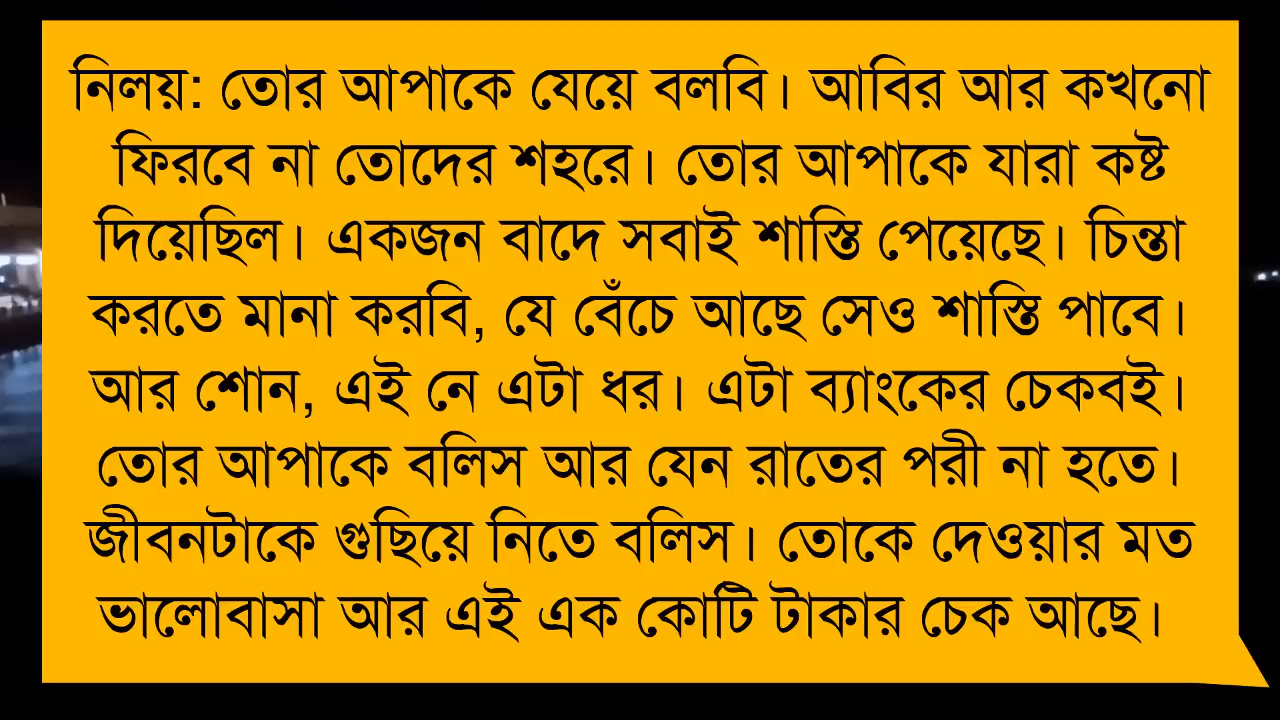 নিলয়: তোর আপাকে যেয়ে বলবি। আবির আর কখনো
ফিরবে না তোদের শহরে। তোর আপাকে যারা কষ্ট
দিয়েছিল। একজন বাদে সবাই শাস্তি পেয়েছে। চিন্তা
করতে মানা করবি, যে বেঁচে আছে সেও শাস্তি পাবে।
আর শোন, এই নে এটা ধর। এটা ব্যাংকের চেকবই।
তোর আপাকে বলিস আর যেন রাতের পরী না হতে।
জীবনটাকে গুছিয়ে নিতে বলিস। তোকে দেওয়ার মত
ভালোবাসা আর এই এক কোটি টাকার চেক আছে।